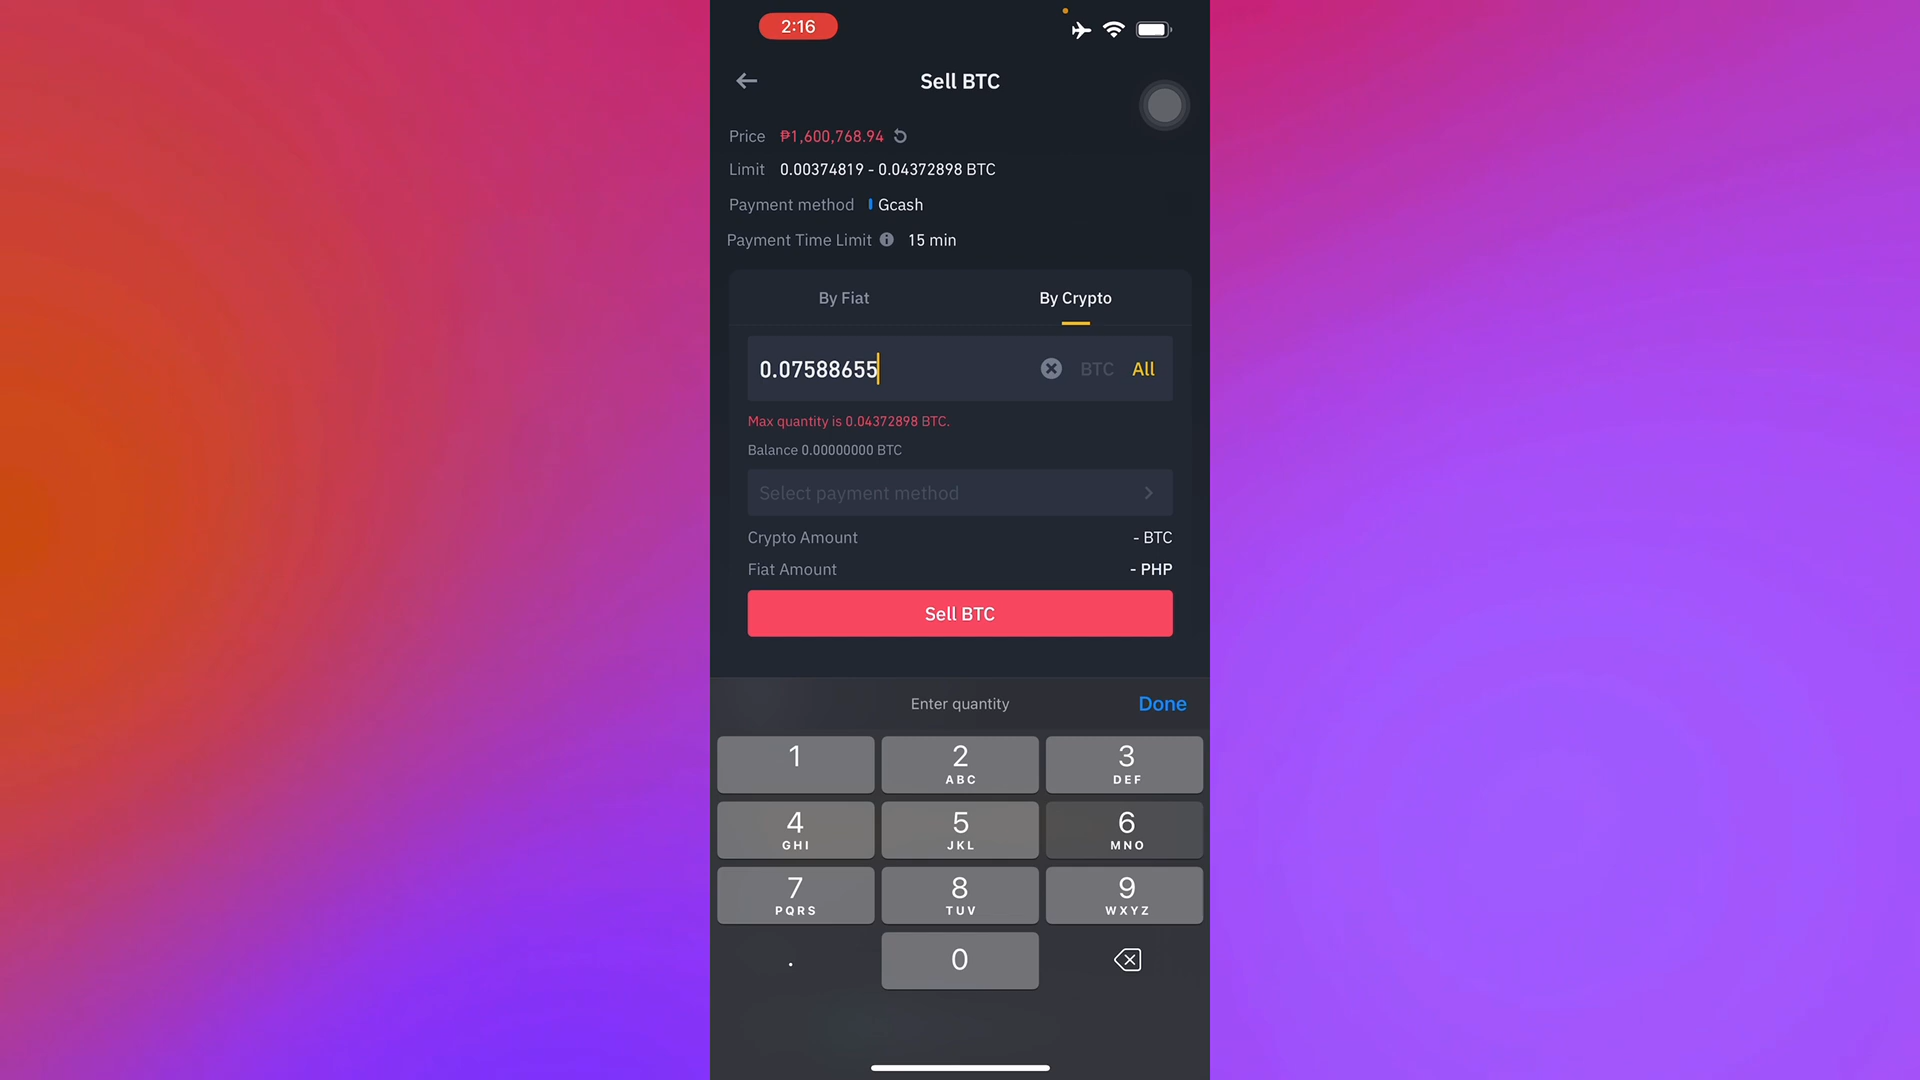 2:16
Sell BTC
Price ₱1,600,768.94
Limit 0.00374819 - 0.04372898 BTC
Payment method Gcash
Payment Time Limit 15 min
By Fiat By Crypto
0.07588655 BTC All
Max quantity is 0.04372898 BTC.
Balance 0.00000000 BTC
Select payment method
Crypto Amount - BTC
Fiat Amount - PHP
Sell BTC
Enter quantity Done
1 2 3
ABC DEF
4 5 6
GHI JKL MNO
7 8 9
PQRS TUV WXYZ
. 0